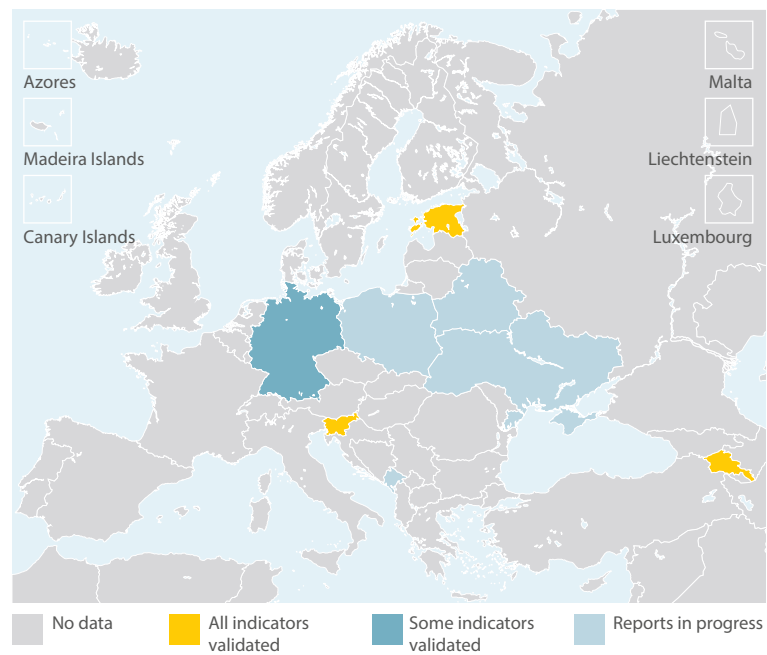 Azores
Malta
Madeira Islands
Liechtenstein
Canary Islands
Luxembourg
No data
All indicators
validated
Some indicators
validated
Reports in progress